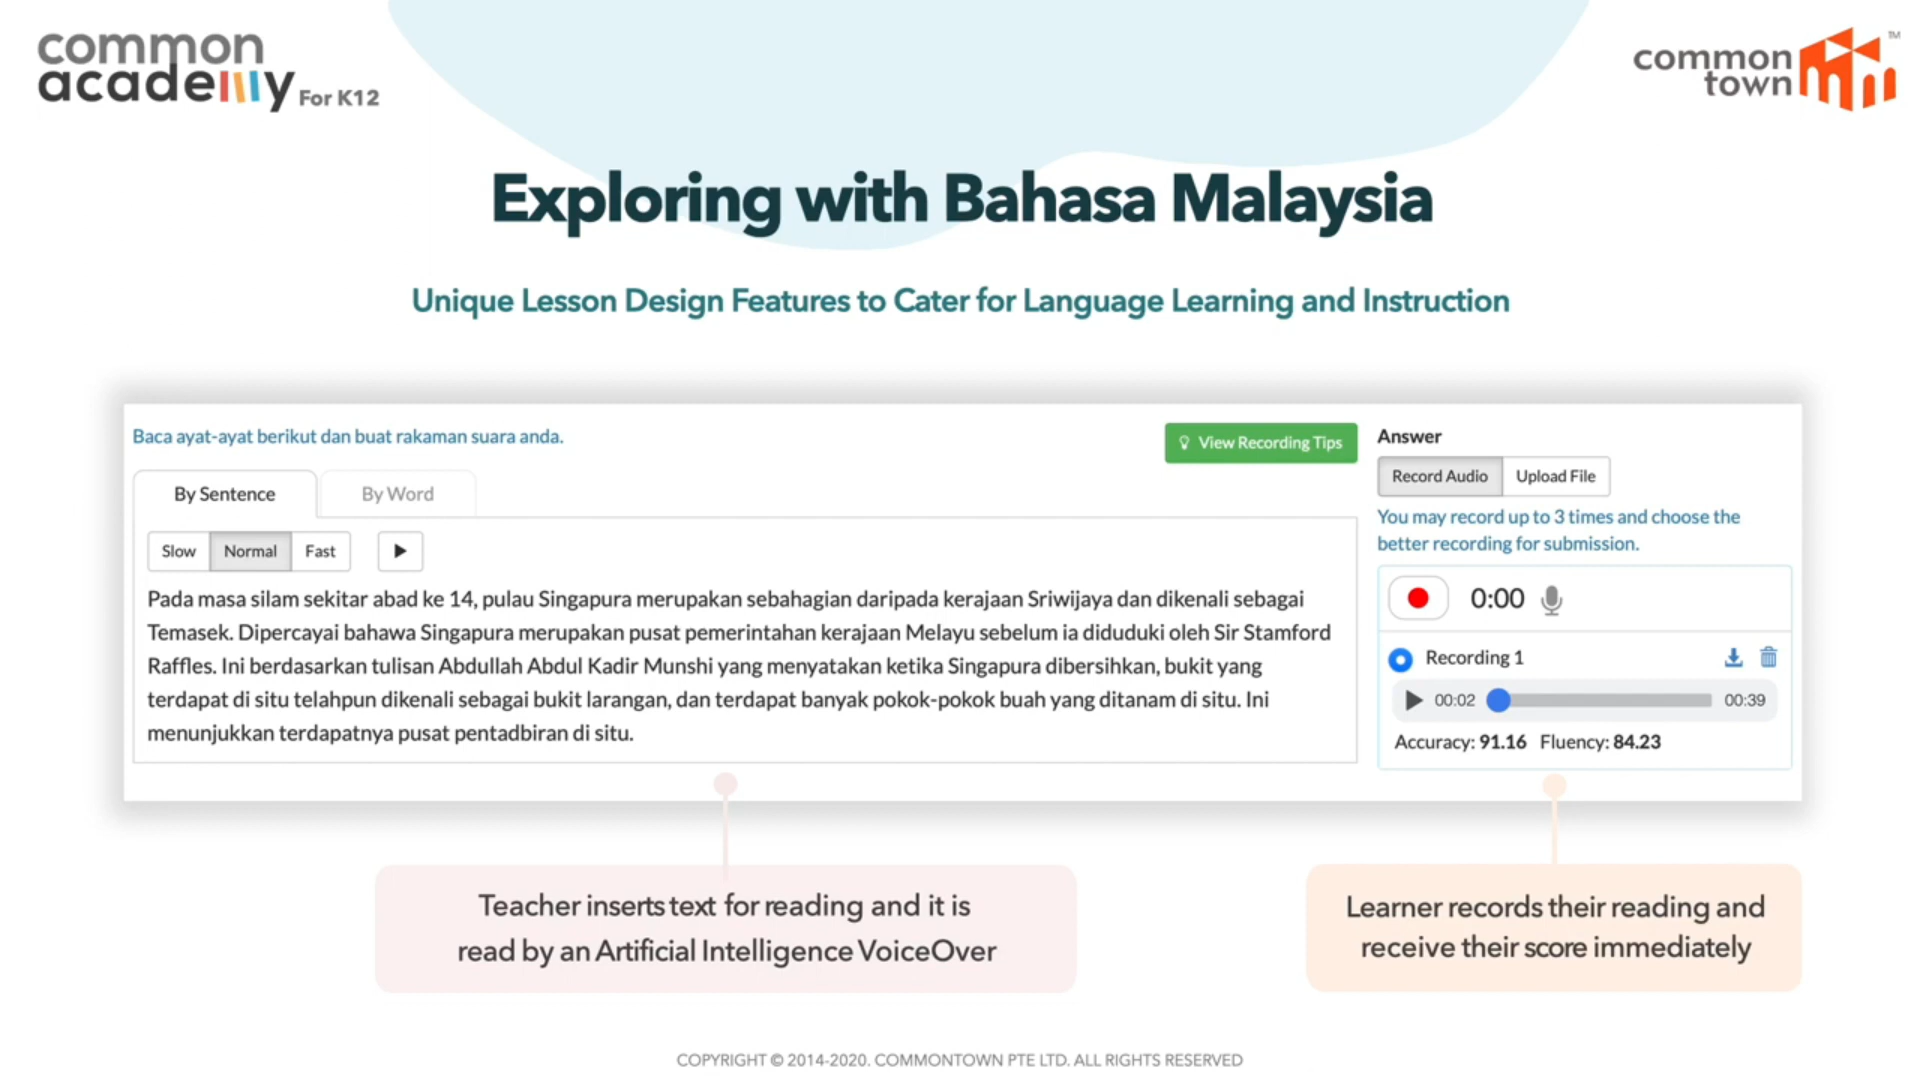 common
academy For K12
common
town
TM
Exploring with Bahasa Malaysia
Unique Lesson Design Features to Cater for Language Learning and Instruction
Baca ayat-ayat berikut dan buat rakaman suara anda.
View Recording Tips
By Sentence
By Word
Slow
Normal
Fast
Pada masa silam sekitar abad ke 14, pulau Singapura merupakan sebahagian daripada kerajaan Sriwijaya dan dikenali sebagai
Temasek. Dipercayai bahawa Singapura merupakan pusat pemerintahan kerajaan Melayu sebelum ia diduduki oleh Sir Stamford
Raffles. Ini berdasarkan tulisan Abdullah Abdul Kadir Munshi yang menyatakan ketika Singapura dibersihkan, bukit yang
terdapat di situ telahpun dikenali sebagai bukit larangan, dan terdapat banyak pokok-pokok buah yang ditanam di situ. Ini
menunjukkan terdapatnya pusat pentadbiran di situ.
Answer
Record Audio
Upload File
You may record up to 3 times and choose the
better recording for submission.
0:00
Recording 1
00:02
00:39
Accuracy: 91.16 Fluency: 84.23
Teacher inserts text for reading and it is
read by an Artificial Intelligence VoiceOver
Learner records their reading and
receive their score immediately
COPYRIGHT © 2014-2020. COMMONTOWN PTE LTD. ALL RIGHTS RESERVED